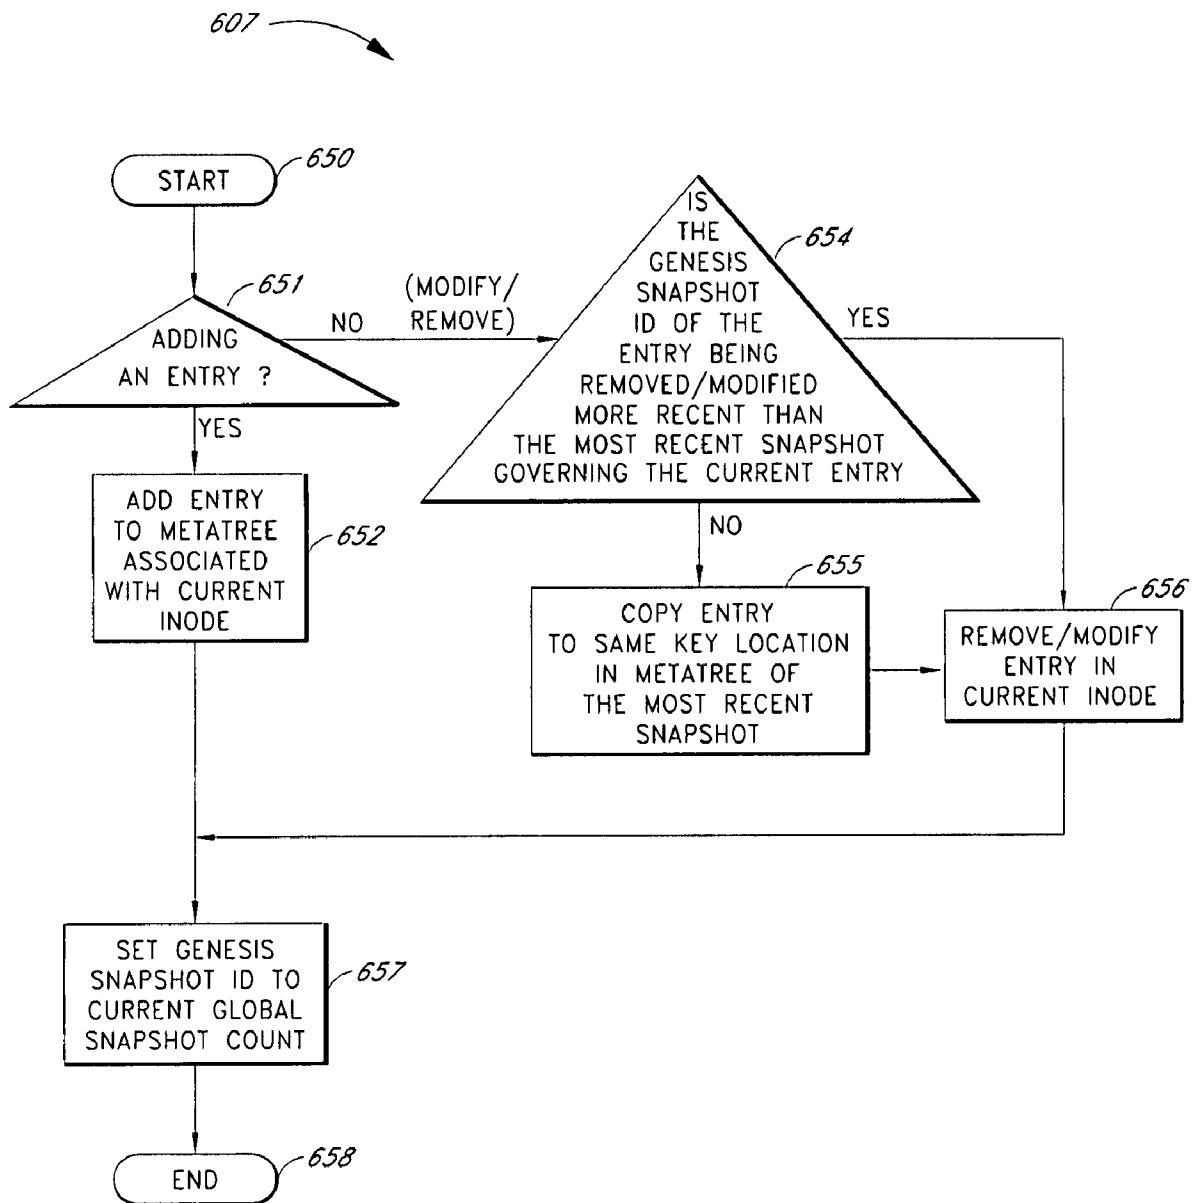 607
START
650
651
ADDING
AN ENTRY ?
NO
(MODIFY/
REMOVE)
YES
ADD ENTRY
TO METATREE
ASSOCIATED
WITH CURRENT
INODE
652
IS
THE
GENESIS
SNAPSHOT
ID OF THE
ENTRY BEING
REMOVED/MODIFIED
MORE RECENT THAN
THE MOST RECENT SNAPSHOT
GOVERNING THE CURRENT ENTRY
654
YES
NO
655
COPY ENTRY
TO SAME KEY LOCATION
IN METATREE OF
THE MOST RECENT
SNAPSHOT
656
REMOVE/MODIFY
ENTRY IN
CURRENT INODE
SET GENESIS
SNAPSHOT ID TO
CURRENT GLOBAL
SNAPSHOT COUNT
657
END
658